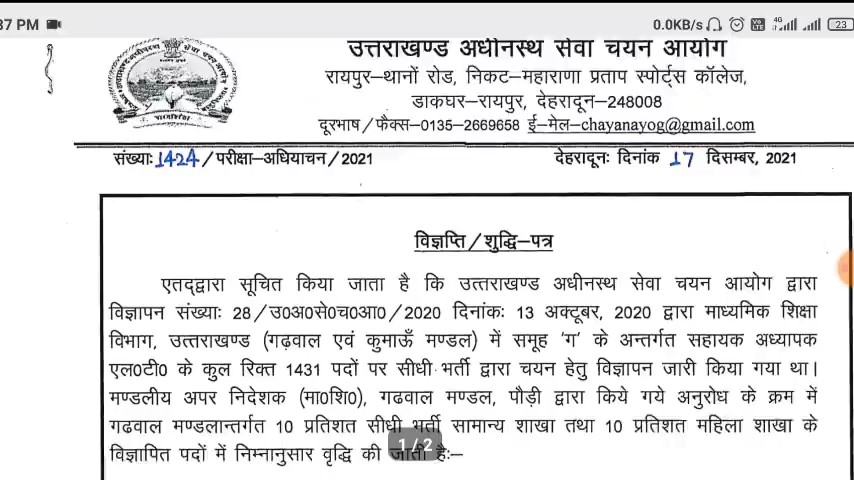 37 PM
0.0KB/s 4G 23
उत्तराखण्ड अधीनस्थ सेवा चयन आयोग
रायपुर–थानों रोड, निकट–महाराणा प्रताप स्पोर्ट्स कॉलेज,
डाकघर–रायपुर, देहरादून–248008
दूरभाष/फैक्स–0135–2669658 ई–मेल–chayanayog@gmail.com
संख्याः 1424/परीक्षा–अधियाचन/2021 देहरादूनः दिनांक 17 दिसम्बर, 2021
विज्ञप्ति/शुद्धि–पत्र
एतद्द्वारा सूचित किया जाता है कि उत्तराखण्ड अधीनस्थ सेवा चयन आयोग द्वारा
विज्ञापन संख्याः 28/उ0अ0से0च0आ0/2020 दिनांकः 13 अक्टूबर, 2020 द्वारा माध्यमिक शिक्षा
विभाग, उत्तराखण्ड (गढ़वाल एवं कुमाऊँ मण्डल) में समूह 'ग' के अन्तर्गत सहायक अध्यापक
एल0टी0 के कुल रिक्त 1431 पदों पर सीधी भर्ती द्वारा चयन हेतु विज्ञापन जारी किया गया था।
मण्डलीय अपर निदेशक (मा0शि0), गढवाल मण्डल, पौड़ी द्वारा किये गये अनुरोध के क्रम में
गढवाल मण्डलान्तर्गत 10 प्रतिशत सीधी भर्ती सामान्य शाखा तथा 10 प्रतिशत महिला शाखा के
विज्ञापित पदों में निम्नानुसार वृद्धि की जाती हैः–
1/2